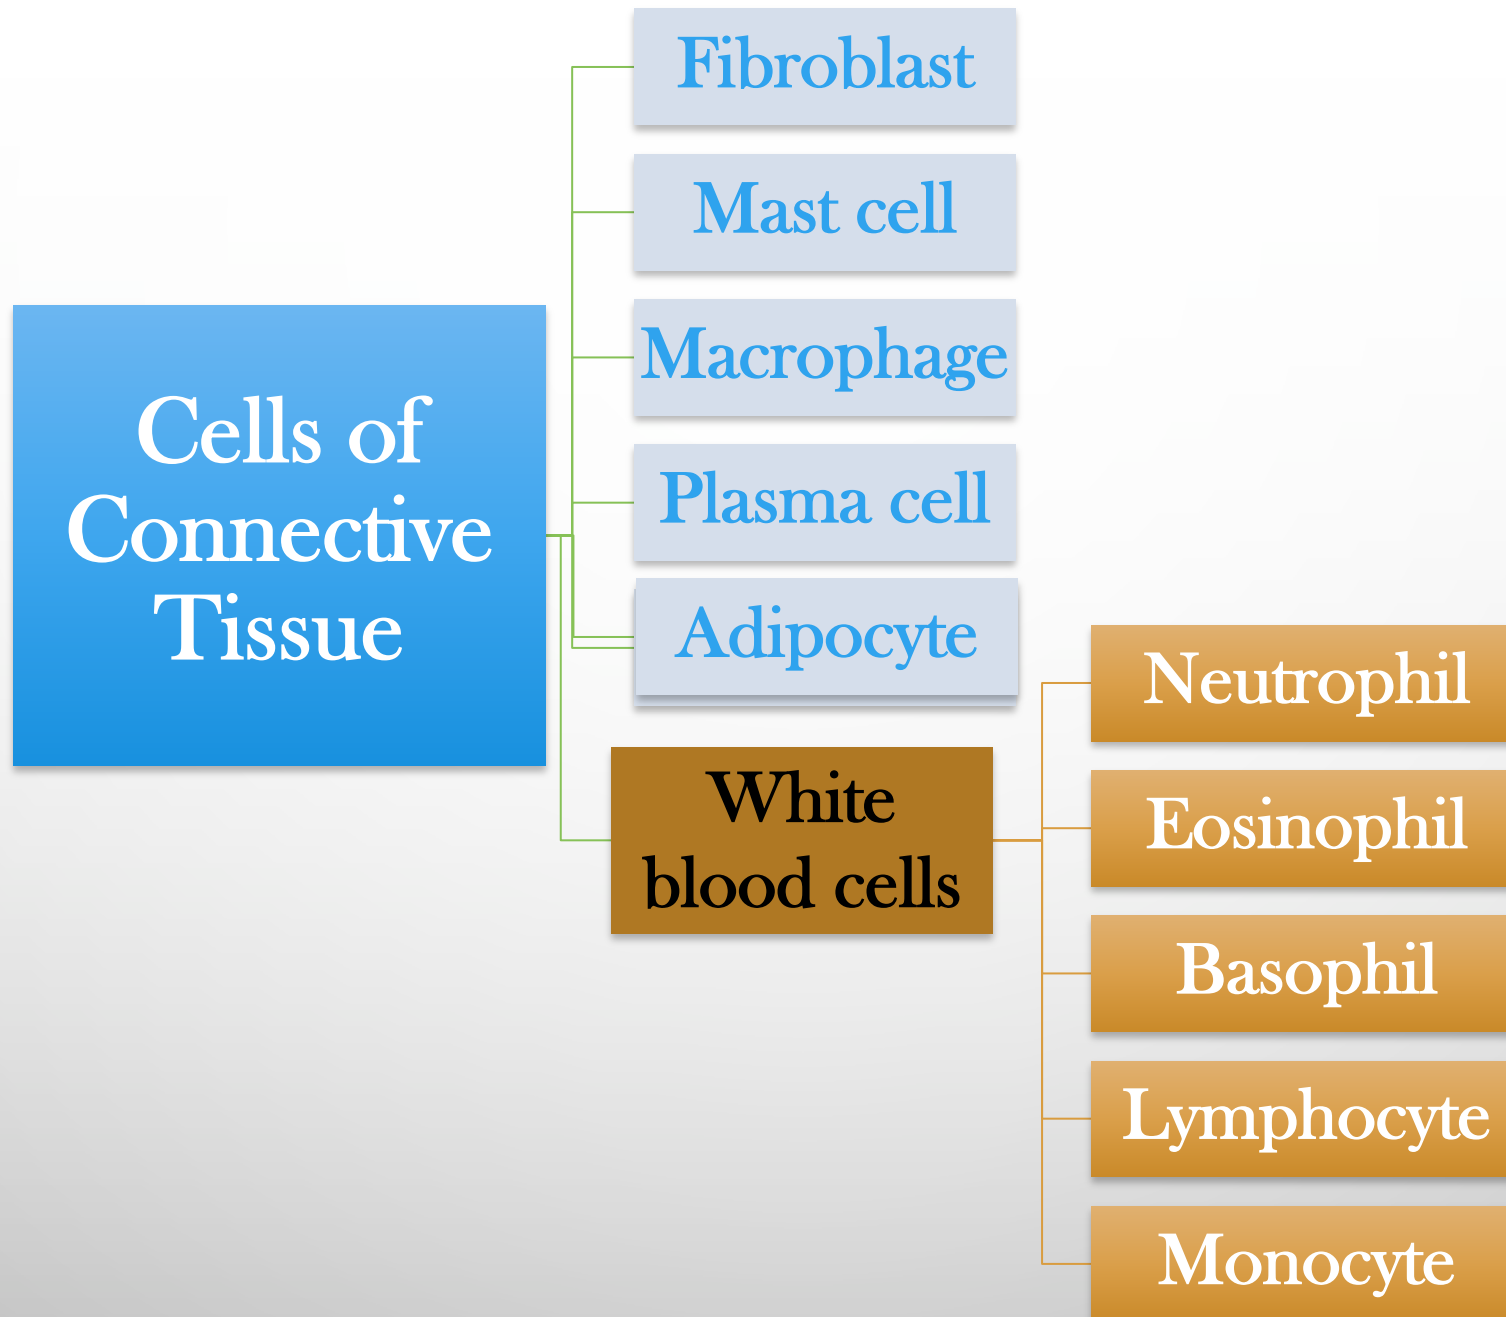 Cells of
Connective
Tissue
Fibroblast
Mast cell
Macrophage
Plasma cell
Adipocyte
White
blood cells
Neutrophil
Eosinophil
Basophil
Lymphocyte
Monocyte